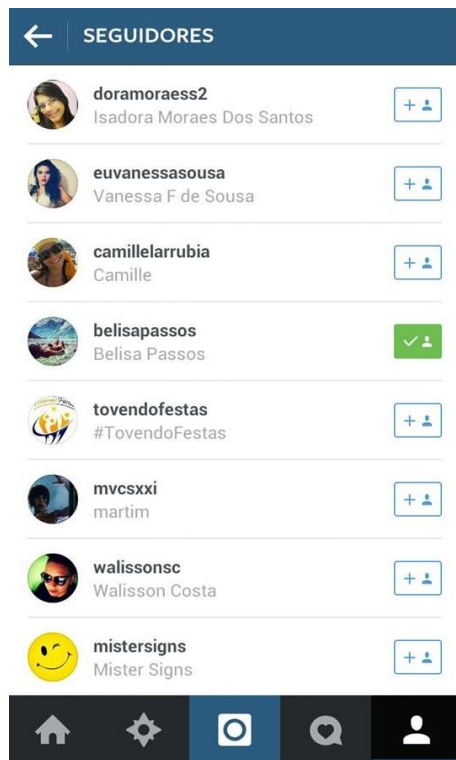 SEGUIDORES
doramoraess2
Isadora Moraes Dos Santos
euvanessasousa
Vanessa F de Sousa
camillelarrubia
Camille
belisapassos
Belisa Passos
tovendofestas
#TovendoFestas
mvcsxxi
martim
walissonsc
Walisson Costa
mistersigns
Mister Signs